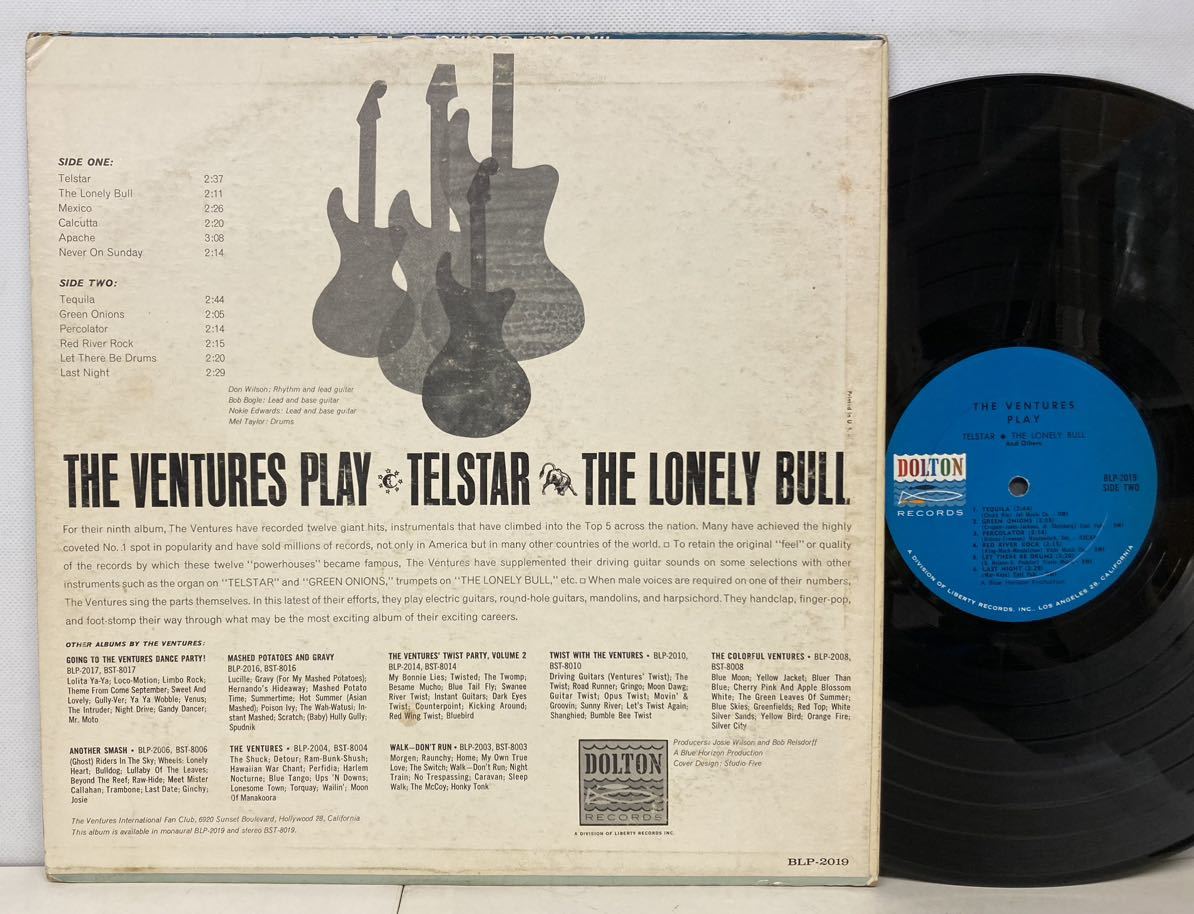 SIDE ONE:
Telstar 2:37
The Lonely Bull 2:11
Mexico 2:26
Calcutta 2:20
Apache 3:08
Never On Sunday 2:14
SIDE TWO:
Tequila 2:44
Green Onions 2:05
Percolator 2:14
Red River Rock 2:15
Let There Be Drums 2:20
Last Night 2:29
Don Wilson: Rhythm and lead guitar
Bob Bogle: Lead and base guitar
Nokie Edwards: Lead and base guitar
Mel Taylor: Drums
Printed in U.S.
THE VENTURES PLAY TELSTAR THE LONELY BULL
For their ninth album, The Ventures have recorded twelve giant hits, instrumentals that have climbed into the Top 5 across the nation. Many have achieved the highly
coveted No. 1 spot in popularity and have sold millions of records, not only in America but in many other countries of the world. □ To retain the original "feel" or quality
of the records by which these twelve "powerhouses" became famous, The Ventures have supplemented their driving guitar sounds on some selections with other
instruments such as the organ on "TELSTAR" and "GREEN ONIONS," trumpets on "THE LONELY BULL," etc. □ When male voices are required on one of their numbers,
The Ventures sing the parts themselves. In this latest of their efforts, they play electric guitars, round-hole guitars, mandolins, and harpsichord. They handclap, finger-pop,
and foot-stomp their way through what may be the most exciting album of their exciting careers.
OTHER ALBUMS BY THE VENTURES:
GOING TO THE VENTURES DANCE PARTY!
BLP-2017, BST-8017
Lolita Ya-Ya; Loco-Motion; Limbo Rock;
Theme From Come September; Sweet And
Lovely; Gully-Ver; Ya Ya Wobble; Venus;
The Intruder; Night Drive; Gandy Dancer;
Mr. Moto
MASHED POTATOES AND GRAVY
BLP-2016, BST-8016
Lucille; Gravy (For My Mashed Potatoes);
Hernando's Hideaway; Mashed Potato
Time; Summertime; Hot Summer (Asian
Mashed); Poison Ivy; The Wah-Watusi; In-
stant Mashed; Scratch; (Baby) Hully Gully;
Spudnik
THE VENTURES' TWIST PARTY, VOLUME 2
BLP-2014, BST-8014
My Bonnie Lies; Twisted; The Twomp;
Besame Mucho; Blue Tail Fly; Swanee
River Twist; Instant Guitars; Dark Eyes
Twist; Counterpoint; Kicking Around;
Red Wing Twist; Bluebird
TWIST WITH THE VENTURES • BLP-2010,
BST-8010
Driving Guitars (Ventures' Twist); The
Twist; Road Runner; Gringo; Moon Dawg;
Guitar Twist; Opus Twist; Movin' &
Groovin; Sunny River; Let's Twist Again;
Shanghied; Bumble Bee Twist
THE COLORFUL VENTURES • BLP-2008,
BST-8008
Blue Moon; Yellow Jacket; Bluer Than
Blue; Cherry Pink And Apple Blossom
White; The Green Leaves Of Summer;
Blue Skies; Greenfields; Red Top; White
Silver Sands; Yellow Bird; Orange Fire;
Silver City
ANOTHER SMASH • BLP-2006, BST-8006
(Ghost) Riders In The Sky; Wheels; Lonely
Heart; Bulldog; Lullaby Of The Leaves;
Beyond The Reef; Raw-Hide; Meet Mister
Callahan; Trambone; Last Date; Ginchy;
Josie
THE VENTURES • BLP-2004, BST-8004
The Shuck; Detour; Ram-Bunk-Shush;
Hawaiian War Chant; Perfidia; Harlem
Nocturne; Blue Tango; Ups 'N Downs;
Lonesome Town; Torquay; Wailin'; Moon
Of Manakoora
WALK—DON'T RUN • BLP-2003, BST-8003
Morgen; Raunchy; Home; My Own True
Love; The Switch; Walk—Don't Run; Night
Train; No Trespassing; Caravan; Sleep
Walk; The McCoy; Honky Tonk
DOLTON
RECORDS
A DIVISION OF LIBERTY RECORDS INC.
Producers: Josie Wilson and Bob Reisdorff
A Blue Horizon Production
Cover Design: Studio Five
The Ventures International Fan Club, 6920 Sunset Boulevard, Hollywood 28, California
This album is available in monaural BLP-2019 and stereo BST-8019.
BLP-2019
THE VENTURES
PLAY
TELSTAR • THE LONELY BULL
And Others
DOLTON
RECORDS
BLP-2019
SIDE TWO
1. TEQUILA (2:44)
2. GREEN ONIONS (2:05)
3. PERCOLATOR (2:14)
4. RED RIVER ROCK (2:15)
5. LET THERE BE DRUMS (2:20)
6. LAST NIGHT (2:29)
A Blue Horizon Production
A DIVISION OF LIBERTY RECORDS, INC., LOS ANGELES 28, CALIFORNIA